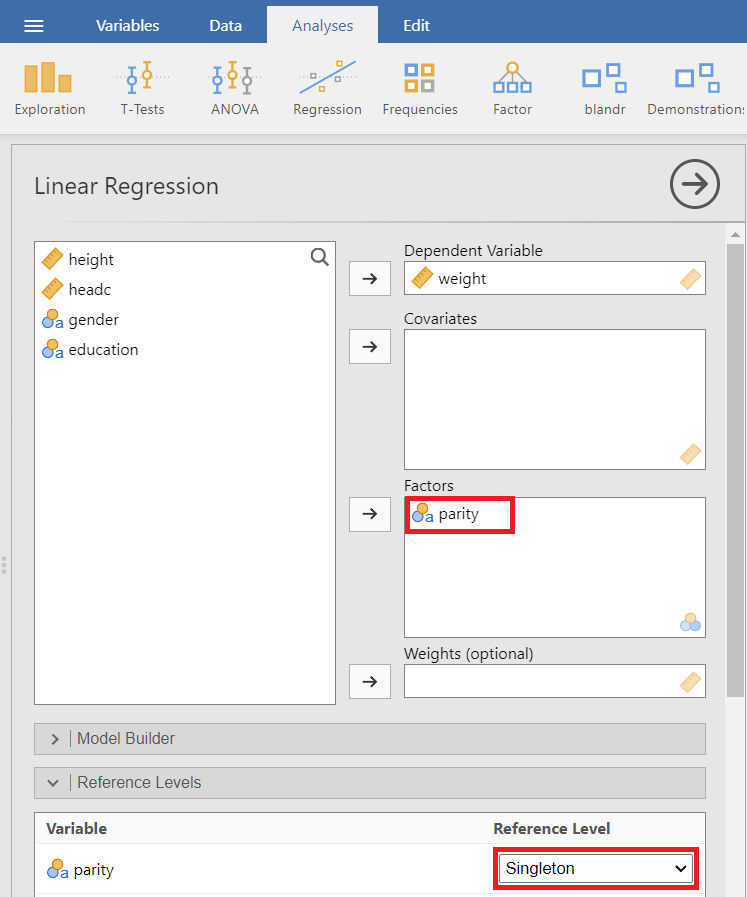 Variables Data Analyses Edit
Exploration T-Tests ANOVA Regression Frequencies Factor blandr Demonstrations
Linear Regression
height
headc
gender
education
Dependent Variable
weight
Covariates
Factors
parity
Weights (optional)
Model Builder
Reference Levels
Variable Reference Level
parity Singleton